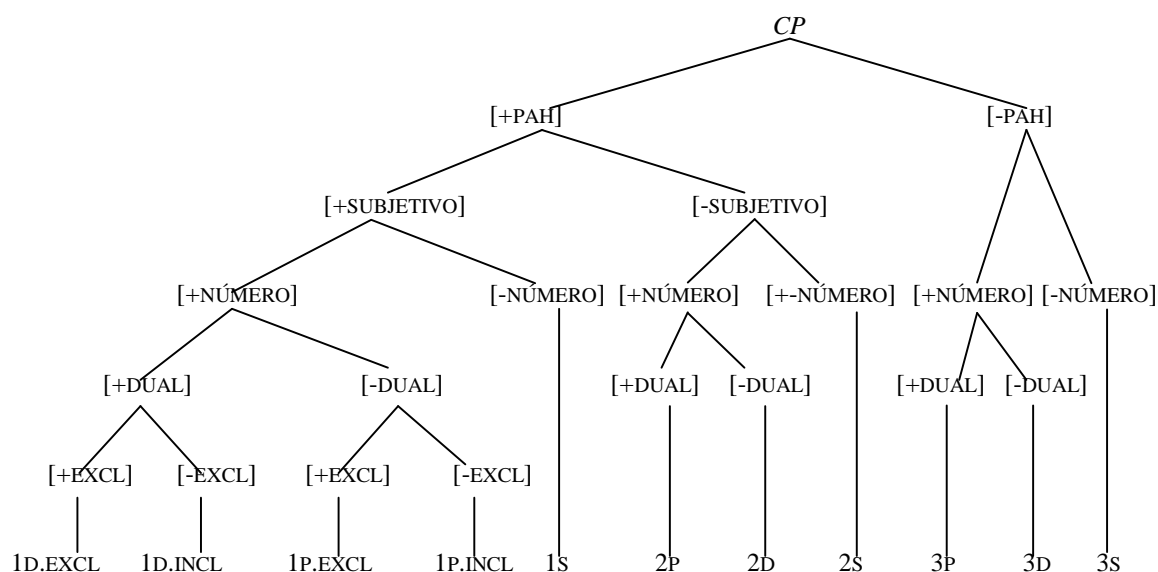 CP
[+PAH] [-PAH]
[+SUBJETIVO] [-SUBJETIVO]
[+NÚMERO] [-NÚMERO] [+NÚMERO] [+-NÚMERO] [+NÚMERO] [-NÚMERO]
[+DUAL] [-DUAL] [+DUAL] [-DUAL] [+DUAL] [-DUAL]
[+EXCL] [-EXCL] [+EXCL] [-EXCL]
1D.EXCL 1D.INCL 1P.EXCL 1P.INCL 1S 2P 2D 2S 3P 3D 3S